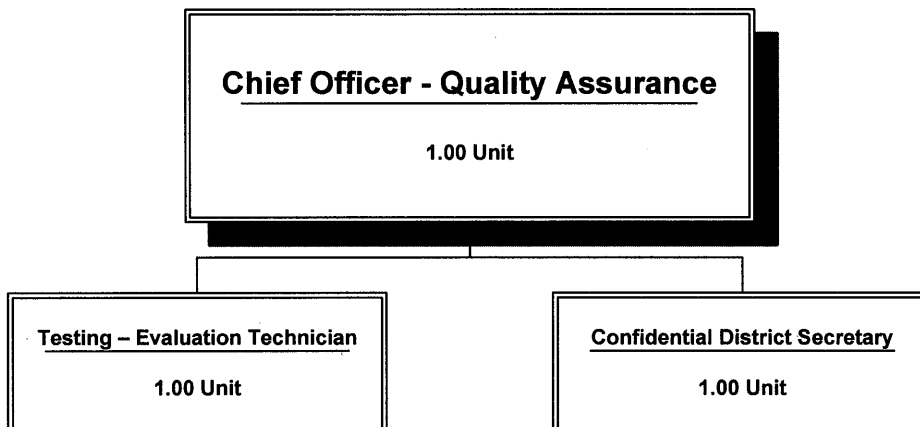 Chief Officer - Quality Assurance
1.00 Unit
Testing – Evaluation Technician
1.00 Unit
Confidential District Secretary
1.00 Unit